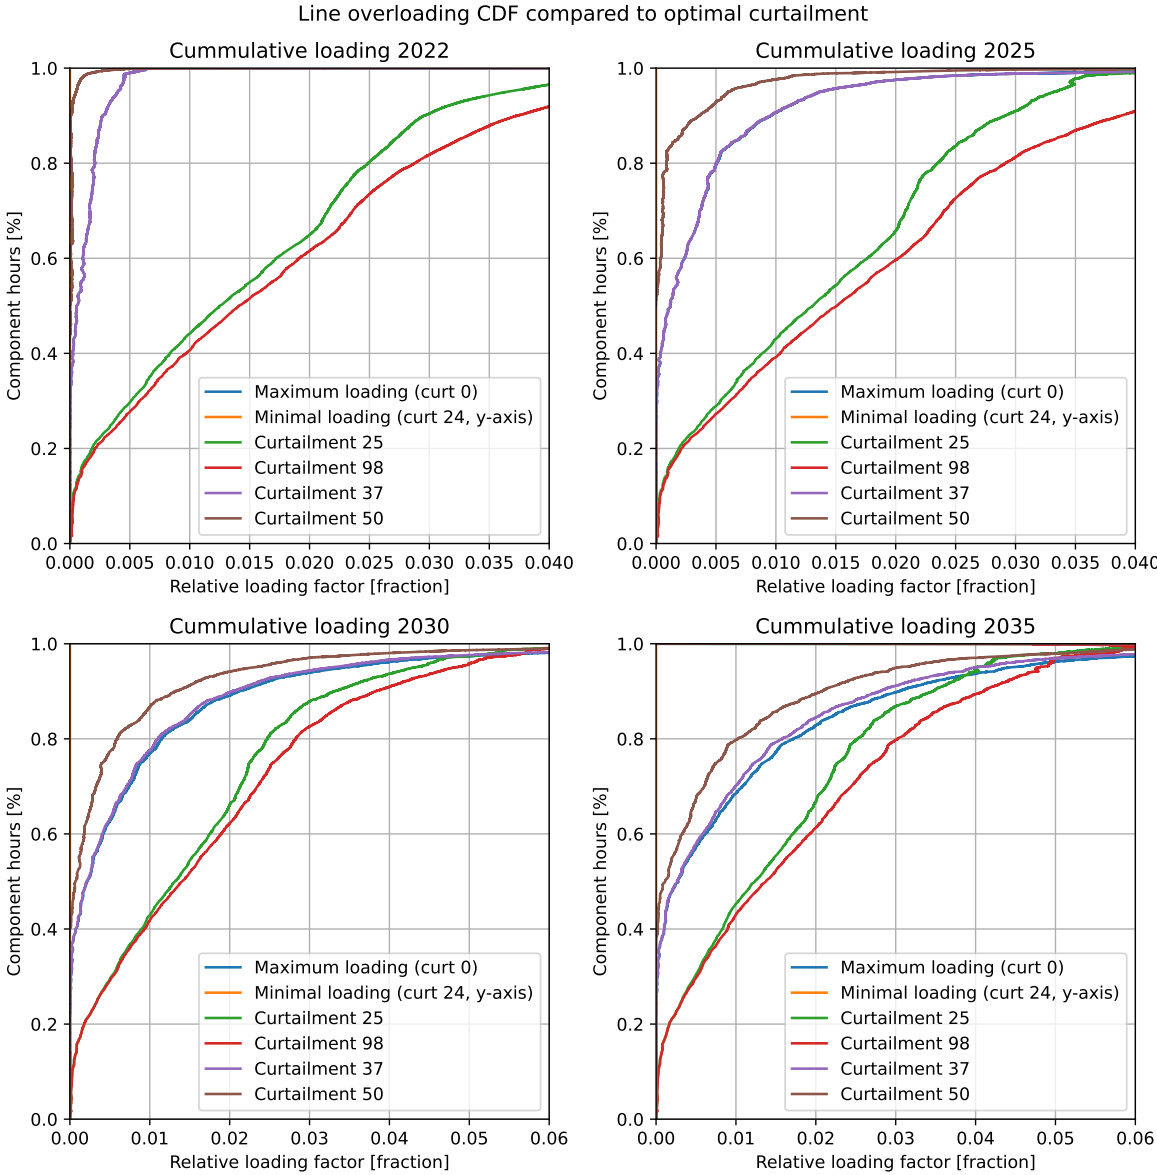 Line overloading CDF compared to optimal curtailment
Cummulative loading 2022
1.0
0.8
0.6
0.4
0.2
0.0
Component hours [%]
Maximum loading (curt 0)
Minimal loading (curt 24, y-axis)
Curtailment 25
Curtailment 98
Curtailment 37
Curtailment 50
0.000 0.005 0.010 0.015 0.020 0.025 0.030 0.035 0.040
Relative loading factor [fraction]
Cummulative loading 2025
1.0
0.8
0.6
0.4
0.2
0.0
Component hours [%]
Maximum loading (curt 0)
Minimal loading (curt 24, y-axis)
Curtailment 25
Curtailment 98
Curtailment 37
Curtailment 50
0.000 0.005 0.010 0.015 0.020 0.025 0.030 0.035 0.040
Relative loading factor [fraction]
Cummulative loading 2030
1.0
0.8
0.6
0.4
0.2
0.0
Component hours [%]
Maximum loading (curt 0)
Minimal loading (curt 24, y-axis)
Curtailment 25
Curtailment 98
Curtailment 37
Curtailment 50
0.00 0.01 0.02 0.03 0.04 0.05 0.06
Relative loading factor [fraction]
Cummulative loading 2035
1.0
0.8
0.6
0.4
0.2
0.0
Component hours [%]
Maximum loading (curt 0)
Minimal loading (curt 24, y-axis)
Curtailment 25
Curtailment 98
Curtailment 37
Curtailment 50
0.00 0.01 0.02 0.03 0.04 0.05 0.06
Relative loading factor [fraction]